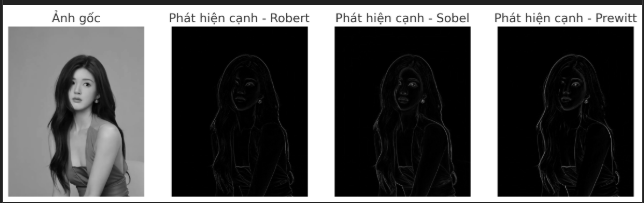 Ảnh gốc
Phát hiện cạnh - Robert
Phát hiện cạnh - Sobel
Phát hiện cạnh - Prewitt